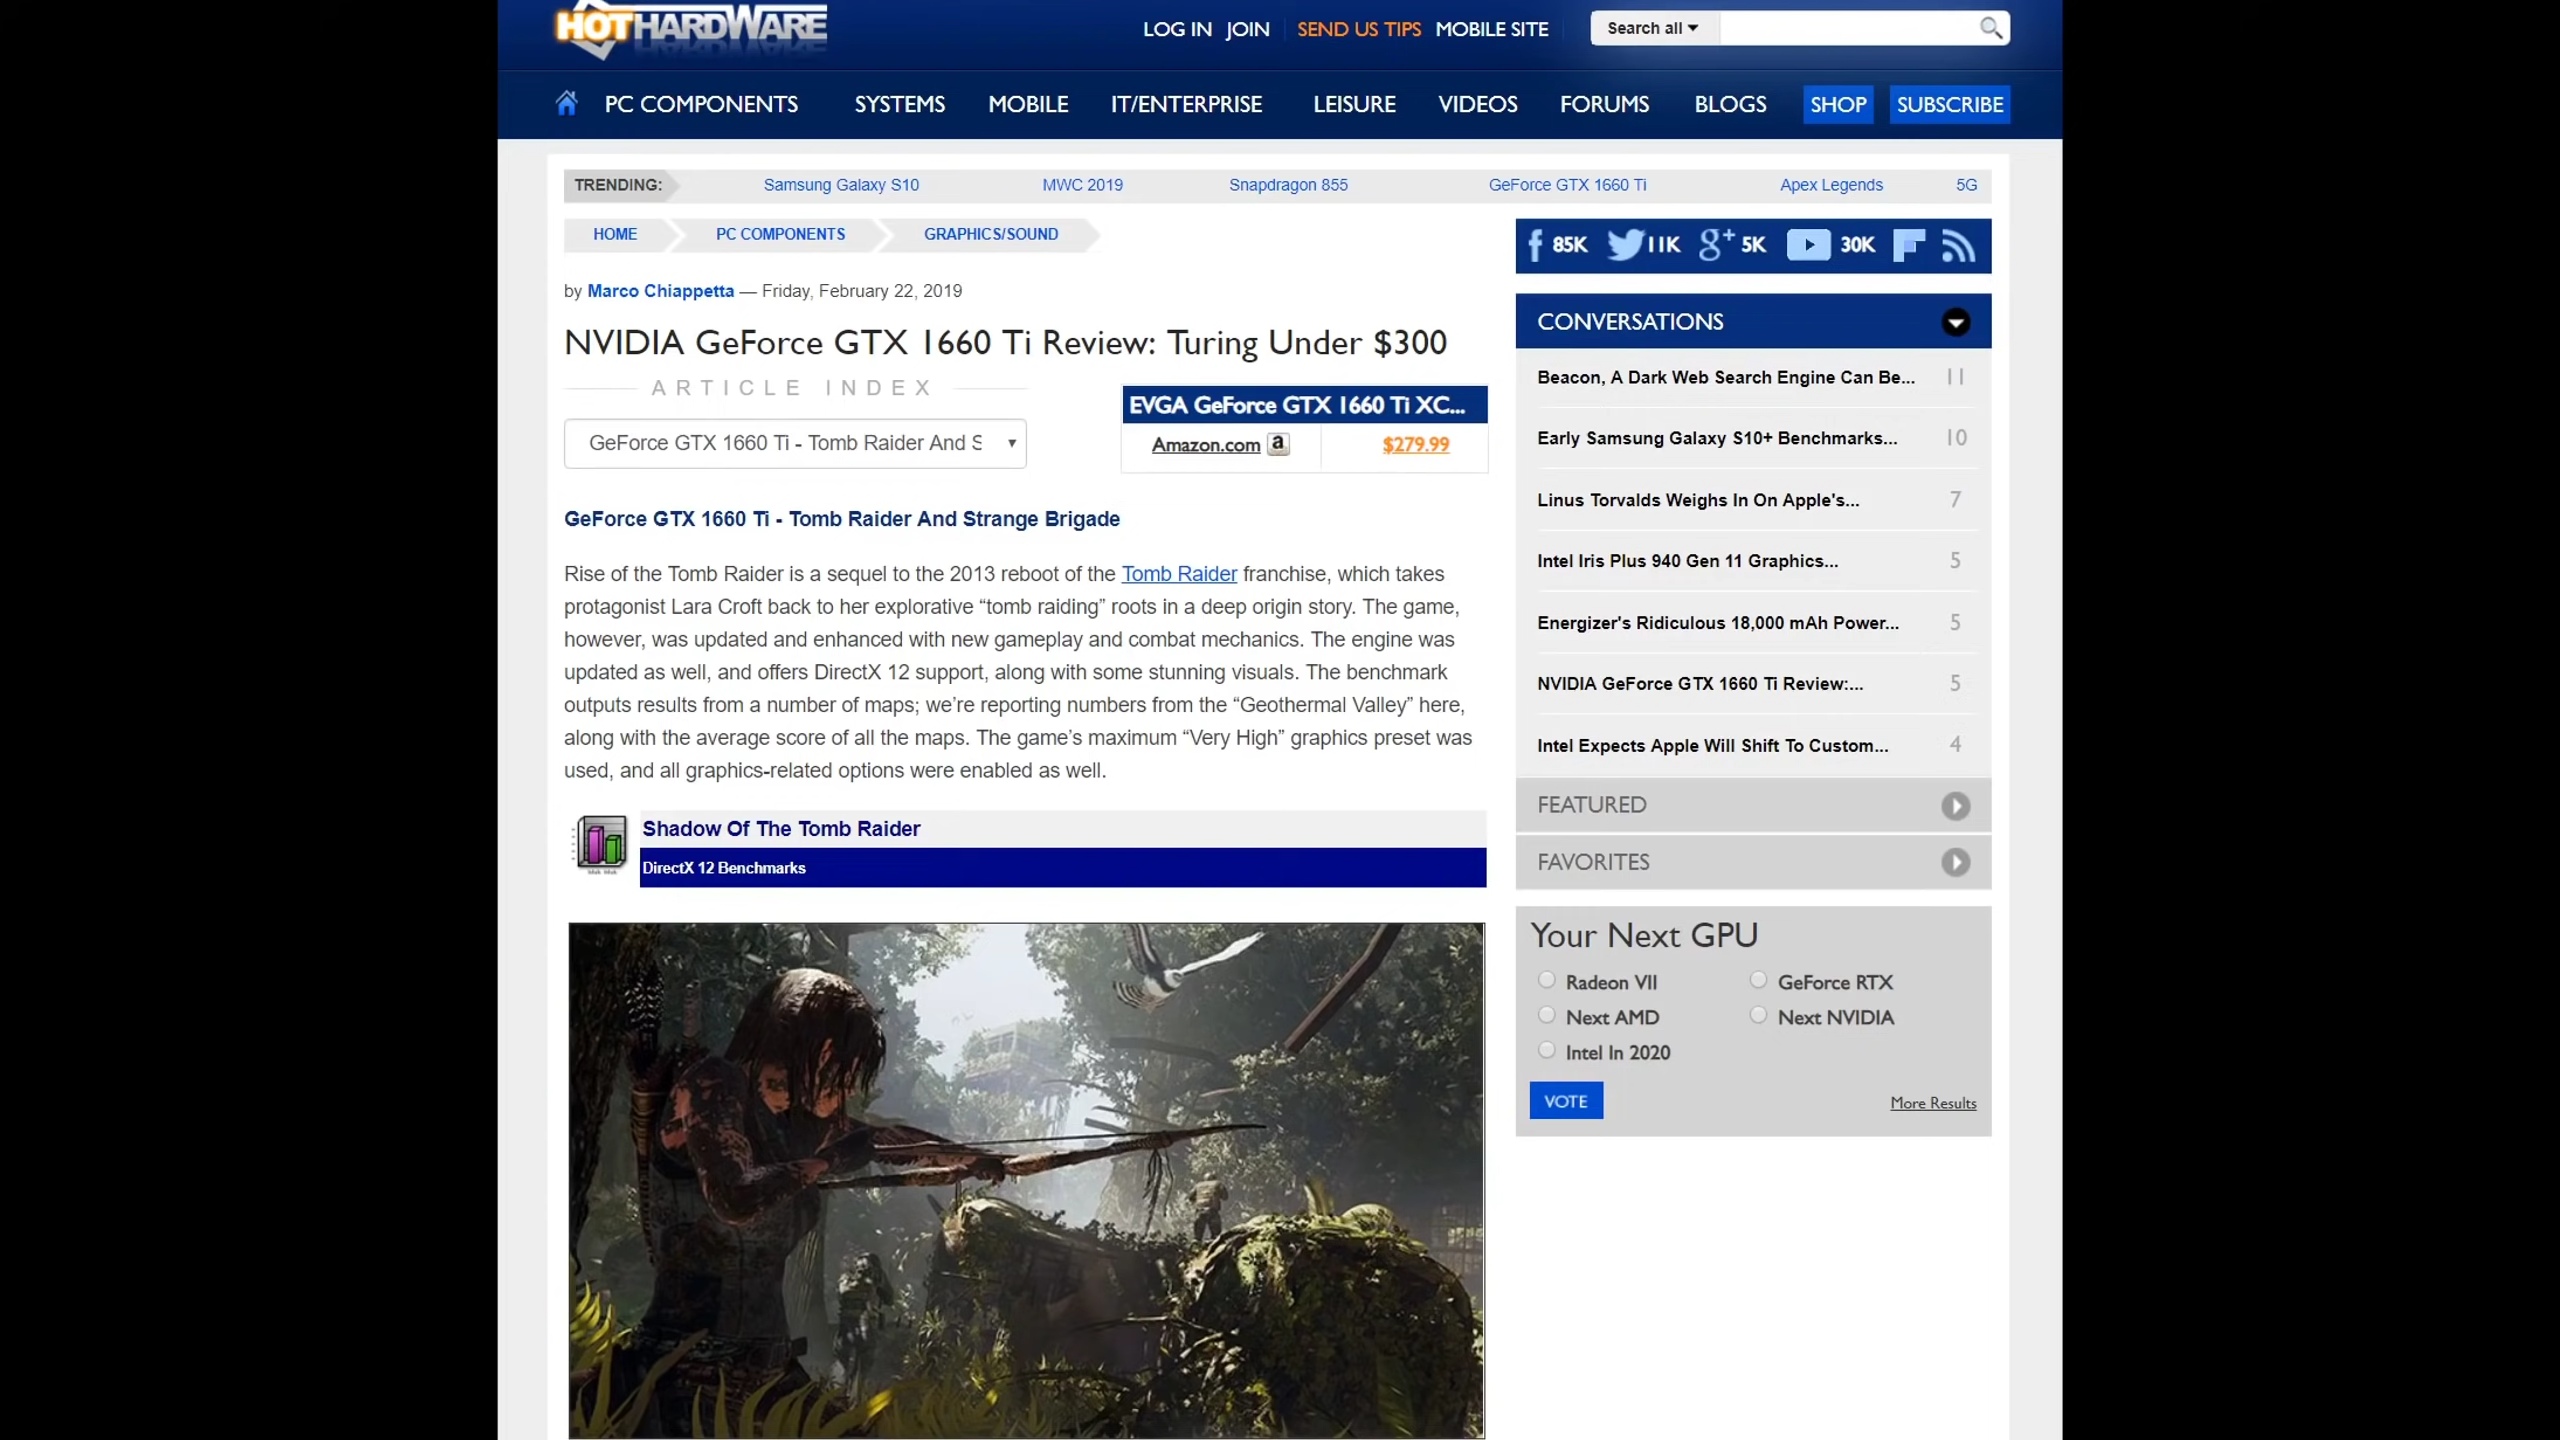 HOTHARDWARE
LOG IN JOIN SEND US TIPS MOBILE SITE Search all
PC COMPONENTS SYSTEMS MOBILE IT/ENTERPRISE LEISURE VIDEOS FORUMS BLOGS SHOP SUBSCRIBE
TRENDING: Samsung Galaxy S10 MWC 2019 Snapdragon 855 GeForce GTX 1660 Ti Apex Legends 5G
HOME PC COMPONENTS GRAPHICS/SOUND
by Marco Chiappetta — Friday, February 22, 2019
NVIDIA GeForce GTX 1660 Ti Review: Turing Under $300
ARTICLE INDEX
GeForce GTX 1660 Ti - Tomb Raider And S
EVGA GeForce GTX 1660 Ti XC...
Amazon.com a $279.99
GeForce GTX 1660 Ti - Tomb Raider And Strange Brigade
Rise of the Tomb Raider is a sequel to the 2013 reboot of the Tomb Raider franchise, which takes
protagonist Lara Croft back to her explorative “tomb raiding” roots in a deep origin story. The game,
however, was updated and enhanced with new gameplay and combat mechanics. The engine was
updated as well, and offers DirectX 12 support, along with some stunning visuals. The benchmark
outputs results from a number of maps; we’re reporting numbers from the “Geothermal Valley” here,
along with the average score of all the maps. The game’s maximum “Very High” graphics preset was
used, and all graphics-related options were enabled as well.
Shadow Of The Tomb Raider
DirectX 12 Benchmarks
f 85K 11K g+ 5K 30K
CONVERSATIONS
Beacon, A Dark Web Search Engine Can Be... 11
Early Samsung Galaxy S10+ Benchmarks... 10
Linus Torvalds Weighs In On Apple's... 7
Intel Iris Plus 940 Gen 11 Graphics... 5
Energizer's Ridiculous 18,000 mAh Power... 5
NVIDIA GeForce GTX 1660 Ti Review:... 5
Intel Expects Apple Will Shift To Custom... 4
FEATURED
FAVORITES
Your Next GPU
Radeon VII GeForce RTX
Next AMD Next NVIDIA
Intel In 2020
VOTE More Results